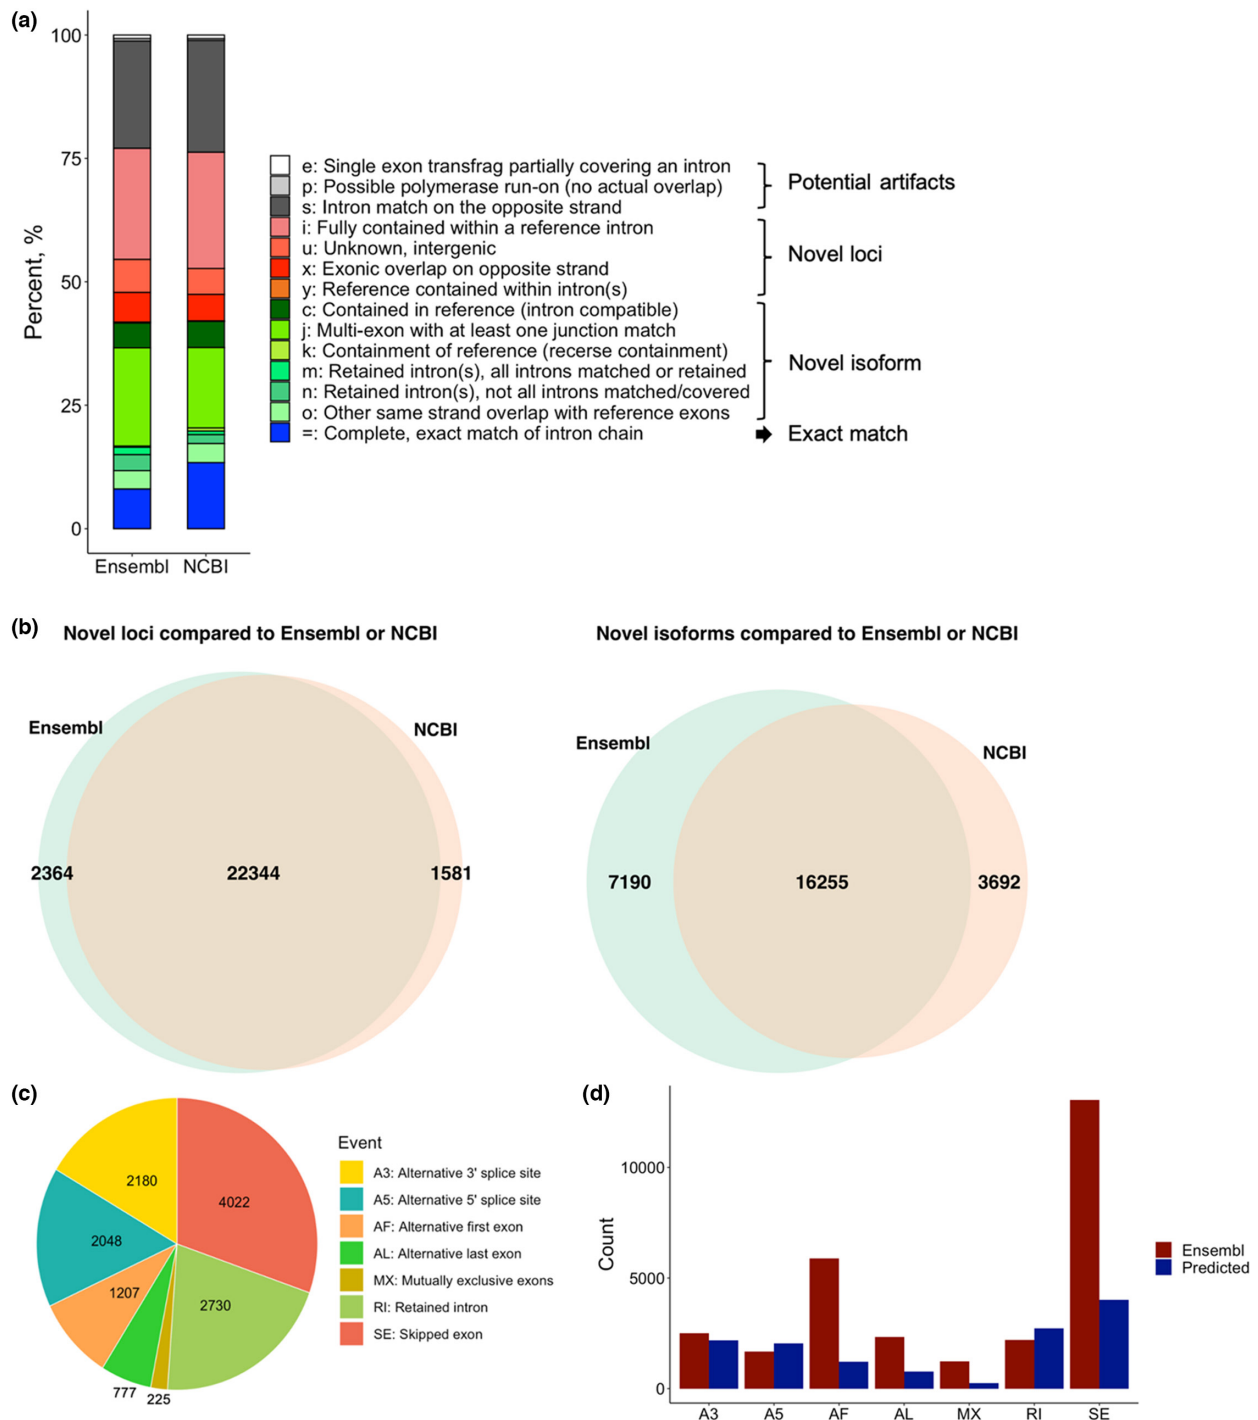 (a)
100
75
50
25
0
Percent, %
Ensembl NCBI
e: Single exon transfrag partially covering an intron
p: Possible polymerase run-on (no actual overlap)
s: Intron match on the opposite strand
i: Fully contained within a reference intron
u: Unknown, intergenic
x: Exonic overlap on opposite strand
y: Reference contained within intron(s)
c: Contained in reference (intron compatible)
j: Multi-exon with at least one junction match
k: Containment of reference (recerse containment)
m: Retained intron(s), all introns matched or retained
n: Retained intron(s), not all introns matched/covered
o: Other same strand overlap with reference exons
=: Complete, exact match of intron chain
Potential artifacts
Novel loci
Novel isoform
Exact match
(b)
Novel loci compared to Ensembl or NCBI
Ensembl
NCBI
2364
22344
1581
Novel isoforms compared to Ensembl or NCBI
Ensembl
NCBI
7190
16255
3692
(c)
2180
4022
2048
1207
2730
777
225
Event
A3: Alternative 3' splice site
A5: Alternative 5' splice site
AF: Alternative first exon
AL: Alternative last exon
MX: Mutually exclusive exons
RI: Retained intron
SE: Skipped exon
(d)
Count
10000
5000
0
A3 A5 AF AL MX RI SE
Ensembl
Predicted